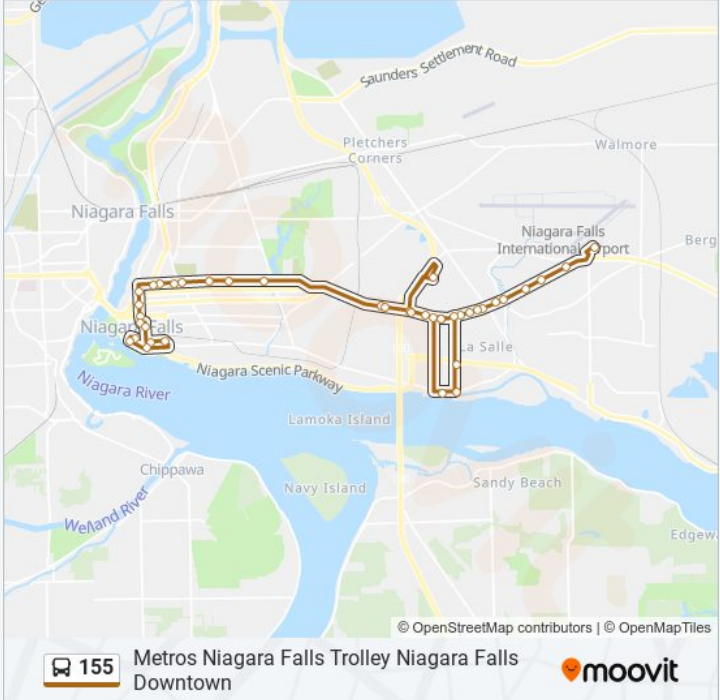 Ge
Saunders Settlement Road
Pletchers
Corners
Walmore
Niagara Falls
Niagara Falls
International Airport
Berg
Niagara Falls
La Salle
Niagara Scenic Parkway
Niagara River
Lamoka Island
Chippawa
Navy Island
Sandy Beach
Welland River
Edgew
© OpenStreetMap contributors | © OpenMapTiles
155
Metros Niagara Falls Trolley Niagara Falls
Downtown
moovit